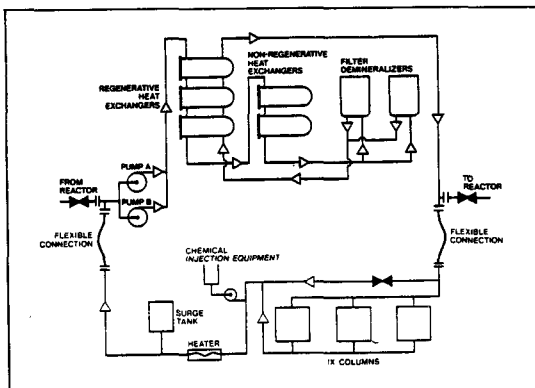 NON-REGENERATIVE
HEAT
EXCHANGERS
FILTER
DEMINERALIZERS
REGENERATIVE
HEAT
EXCHANGERS
PUMP A
FROM
REACTOR
PUMP B
TO
REACTOR
FLEXIBLE
CONNECTION
FLEXIBLE
CONNECTION
CHEMICAL
INJECTION EQUIPMENT
SURGE
TANK
HEATER
IX COLUMNS